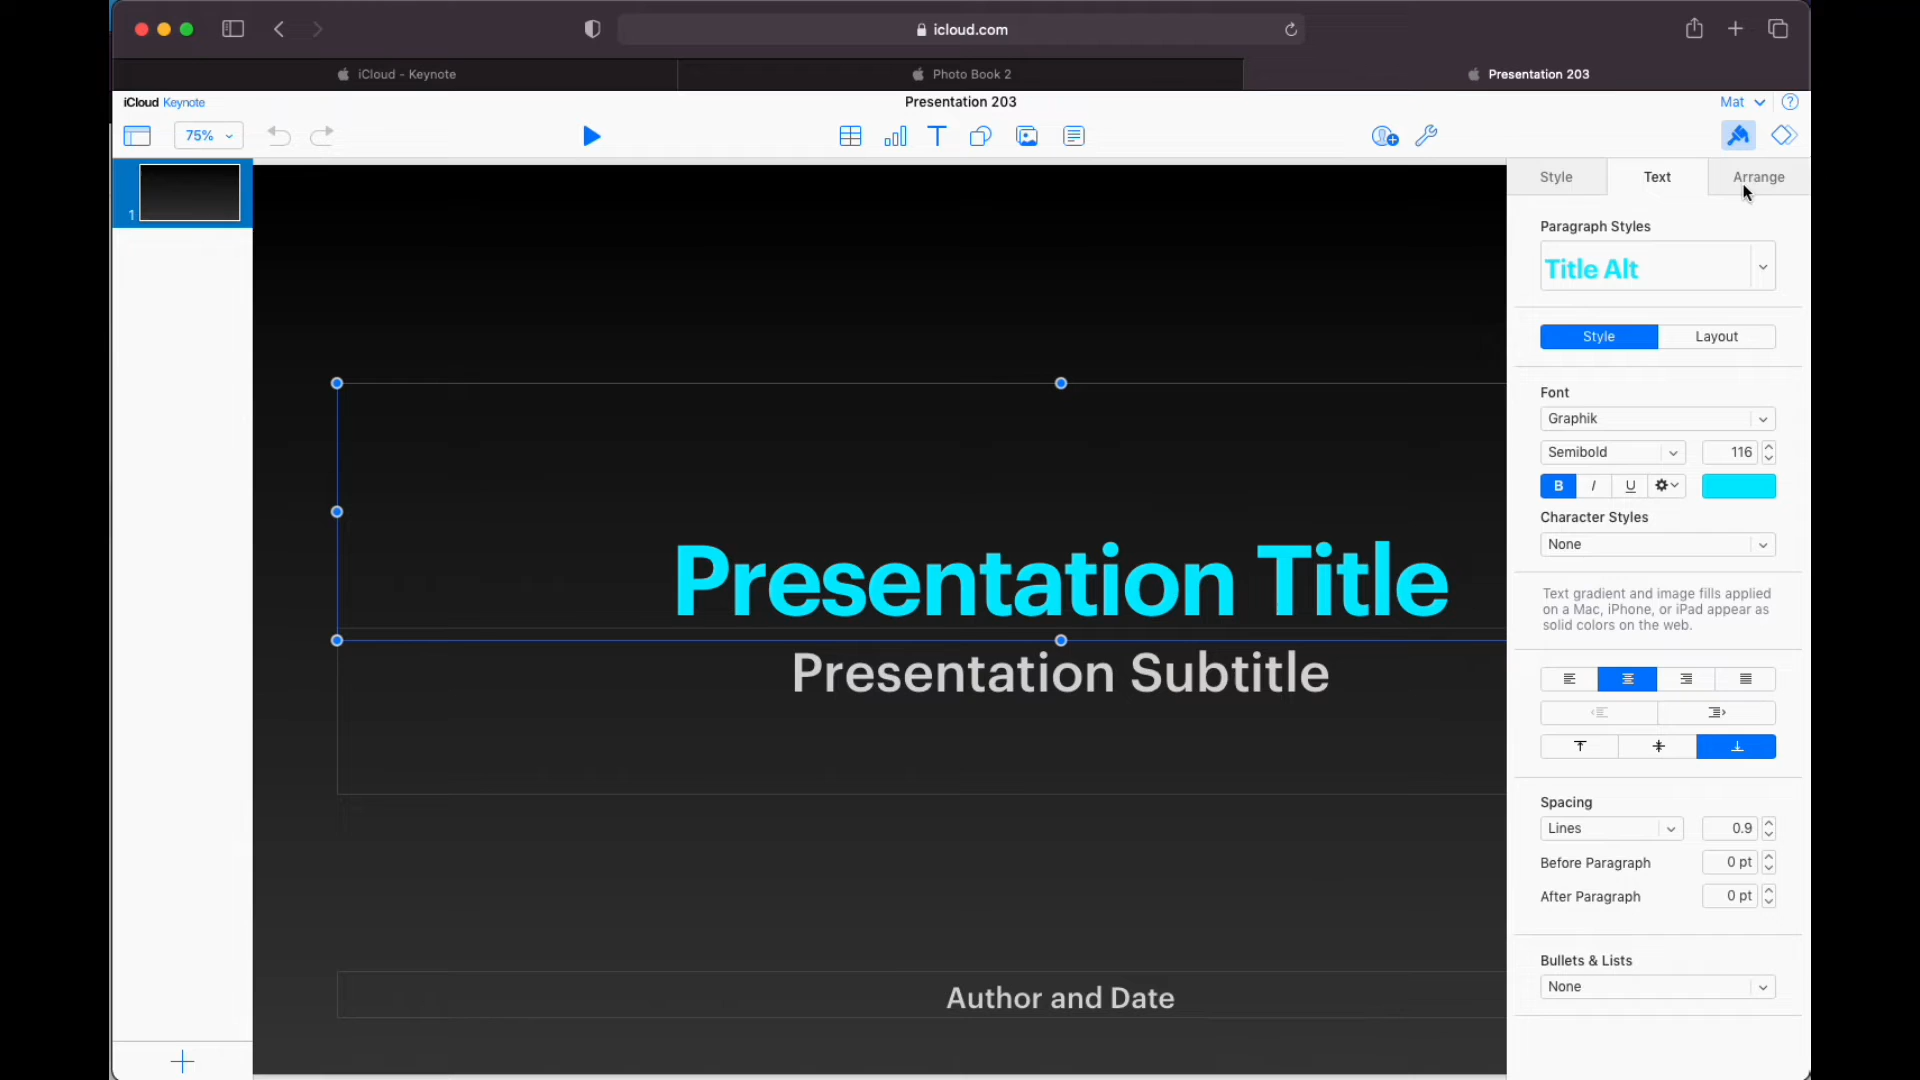 icloud.com
iCloud - Keynote
Photo Book 2
Presentation 203
iCloud Keynote
Presentation 203
Mat
?
75%
1
Style
Text
Arrange
Paragraph Styles
Title Alt
Style
Layout
Font
Graphik
Semibold
116
B
I
U
Character Styles
None
Text gradient and image fills applied
on a Mac, iPhone, or iPad appear as
solid colors on the web.
Spacing
Lines
0.9
Before Paragraph
0 pt
After Paragraph
0 pt
Bullets & Lists
None
Presentation Title
Presentation Subtitle
Author and Date